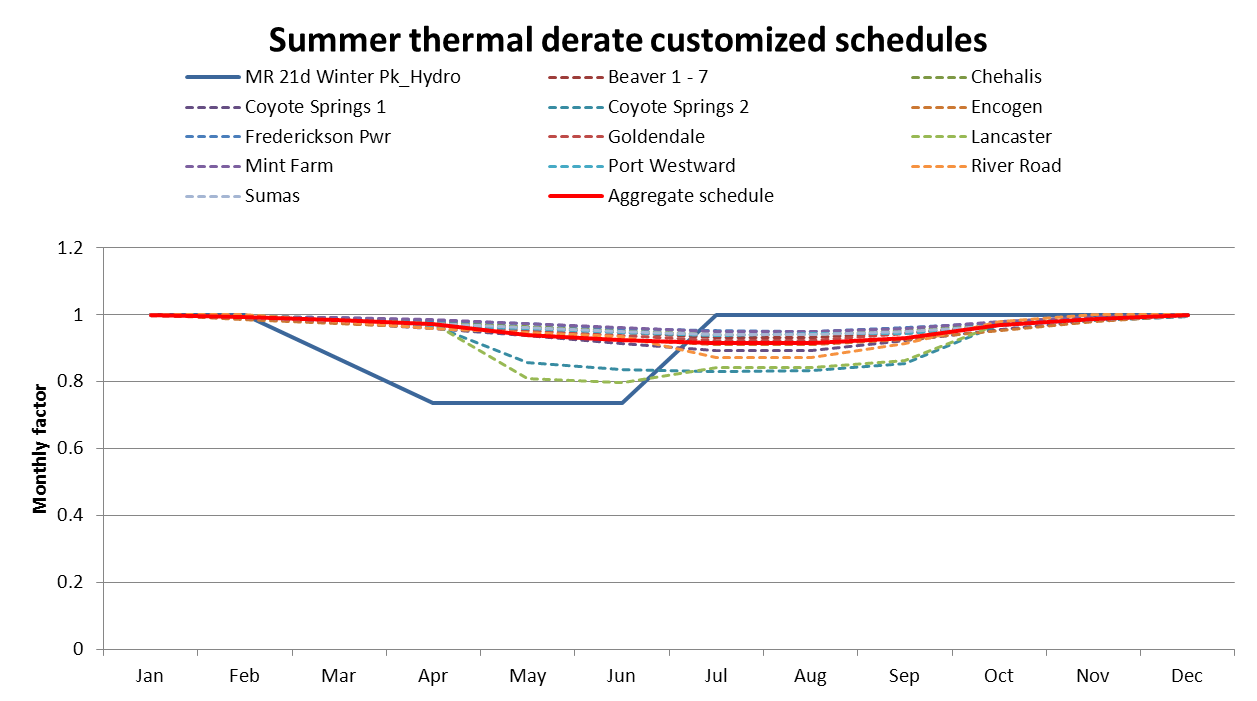 Summer thermal derate customized schedules
MR 21d Winter Pk_Hydro Beaver 1 - 7 Chehalis
Coyote Springs 1 Coyote Springs 2 Encogen
Frederickson Pwr Goldendale Lancaster
Mint Farm Port Westward River Road
Sumas Aggregate schedule
Monthly factor
1.2
1
0.8
0.6
0.4
0.2
0
Jan Feb Mar Apr May Jun Jul Aug Sep Oct Nov Dec